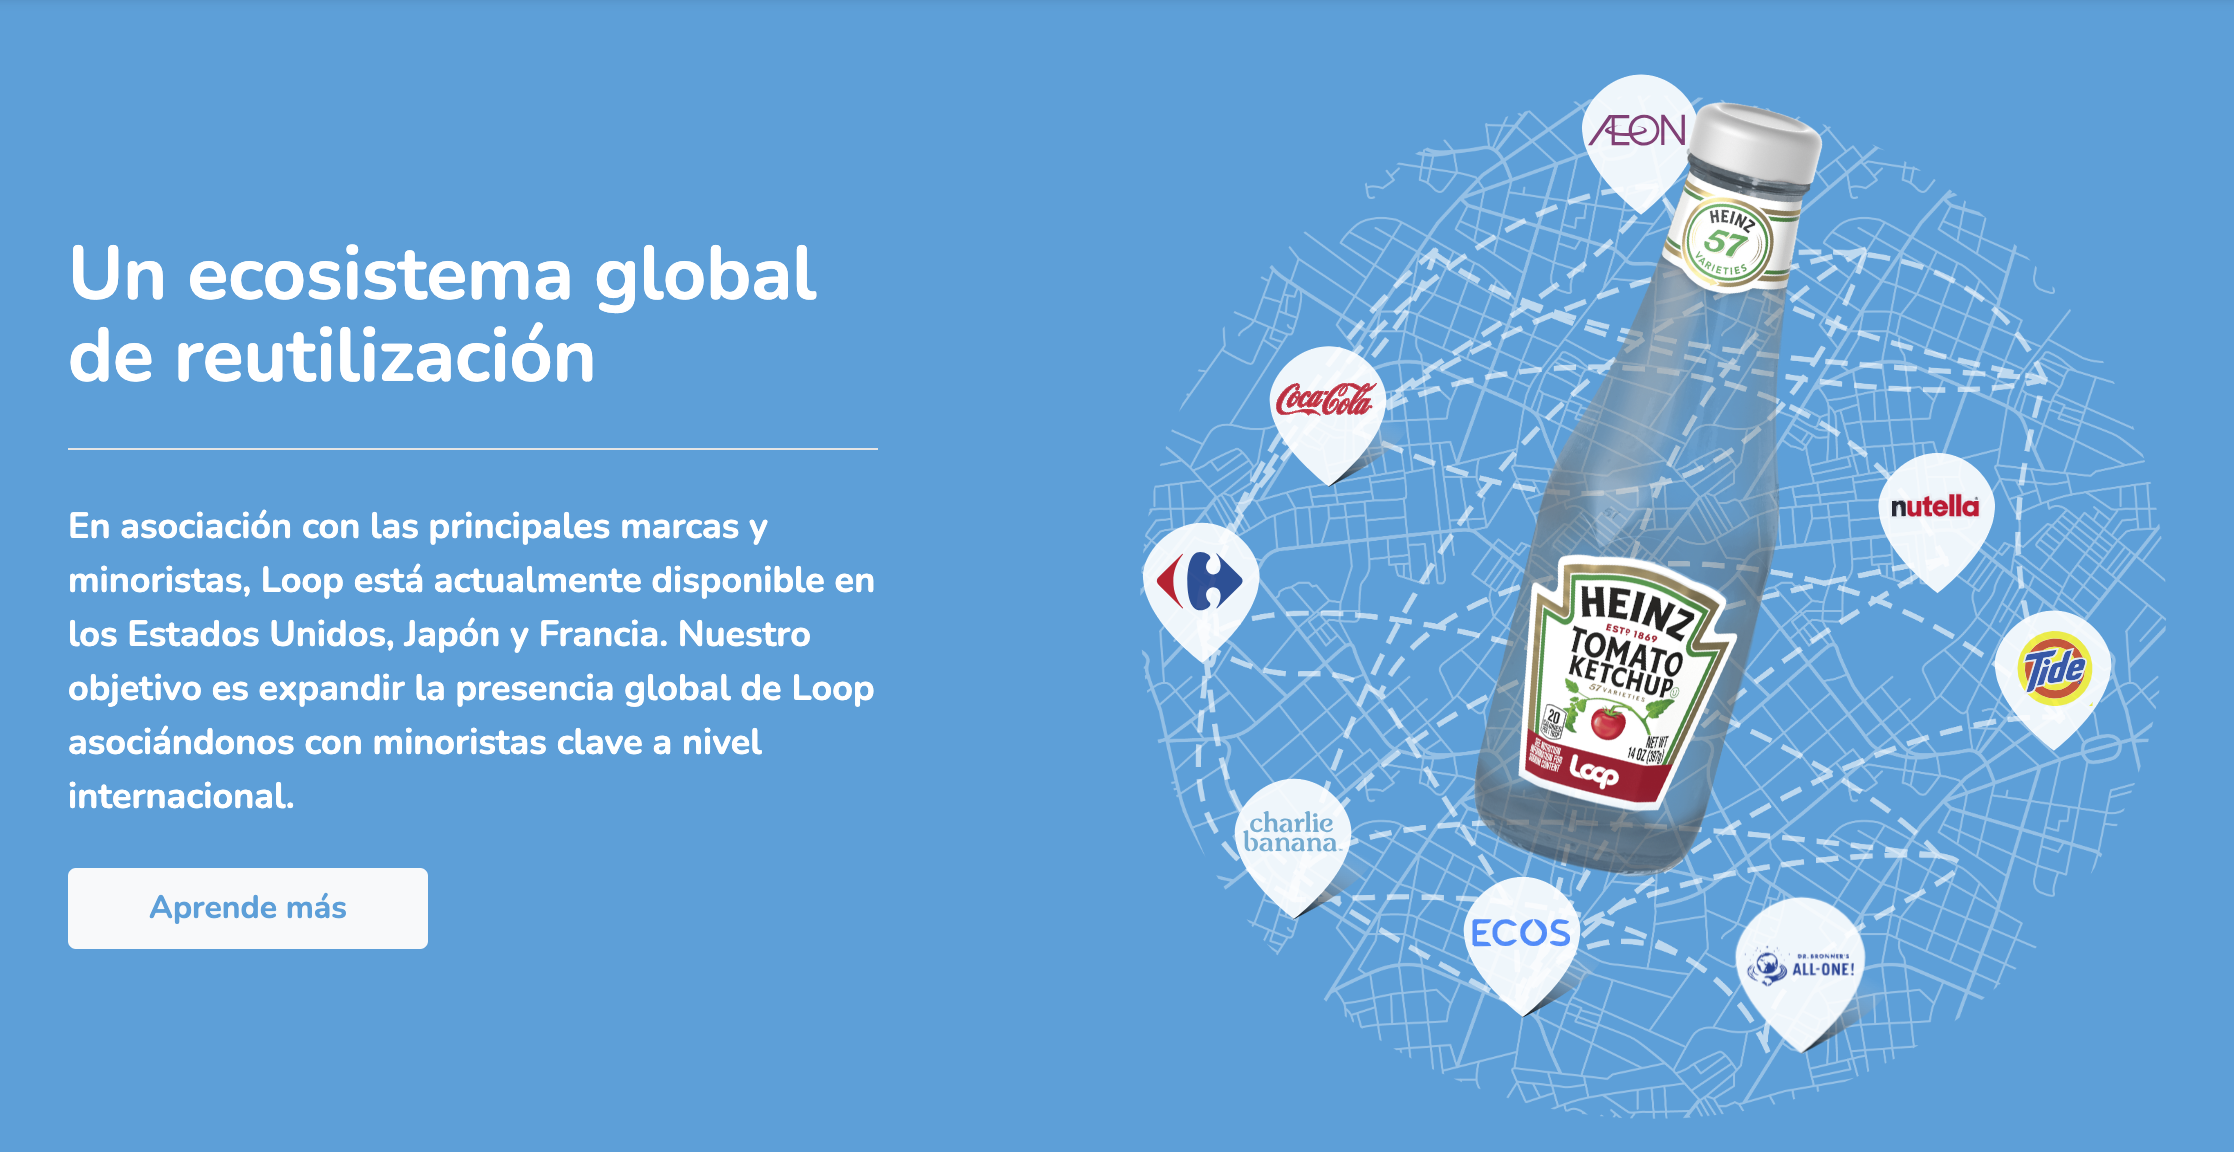 Un ecosistema global
de reutilización
En asociación con las principales marcas y
minoristas, Loop está actualmente disponible en
los Estados Unidos, Japón y Francia. Nuestro
objetivo es expandir la presencia global de Loop
asociándonos con minoristas clave a nivel
internacional.
Aprende más
ÆON
HEINZ
57
VARIETIES
Coca-Cola
nutella
HEINZ
ESTD 1869
TOMATO
KETCHUP
57 VARIETIES
20
NET WT
14 OZ (397g)
Loop
Tide
charlie
banana
ECOS
DR. BRONNER'S
ALL-ONE!